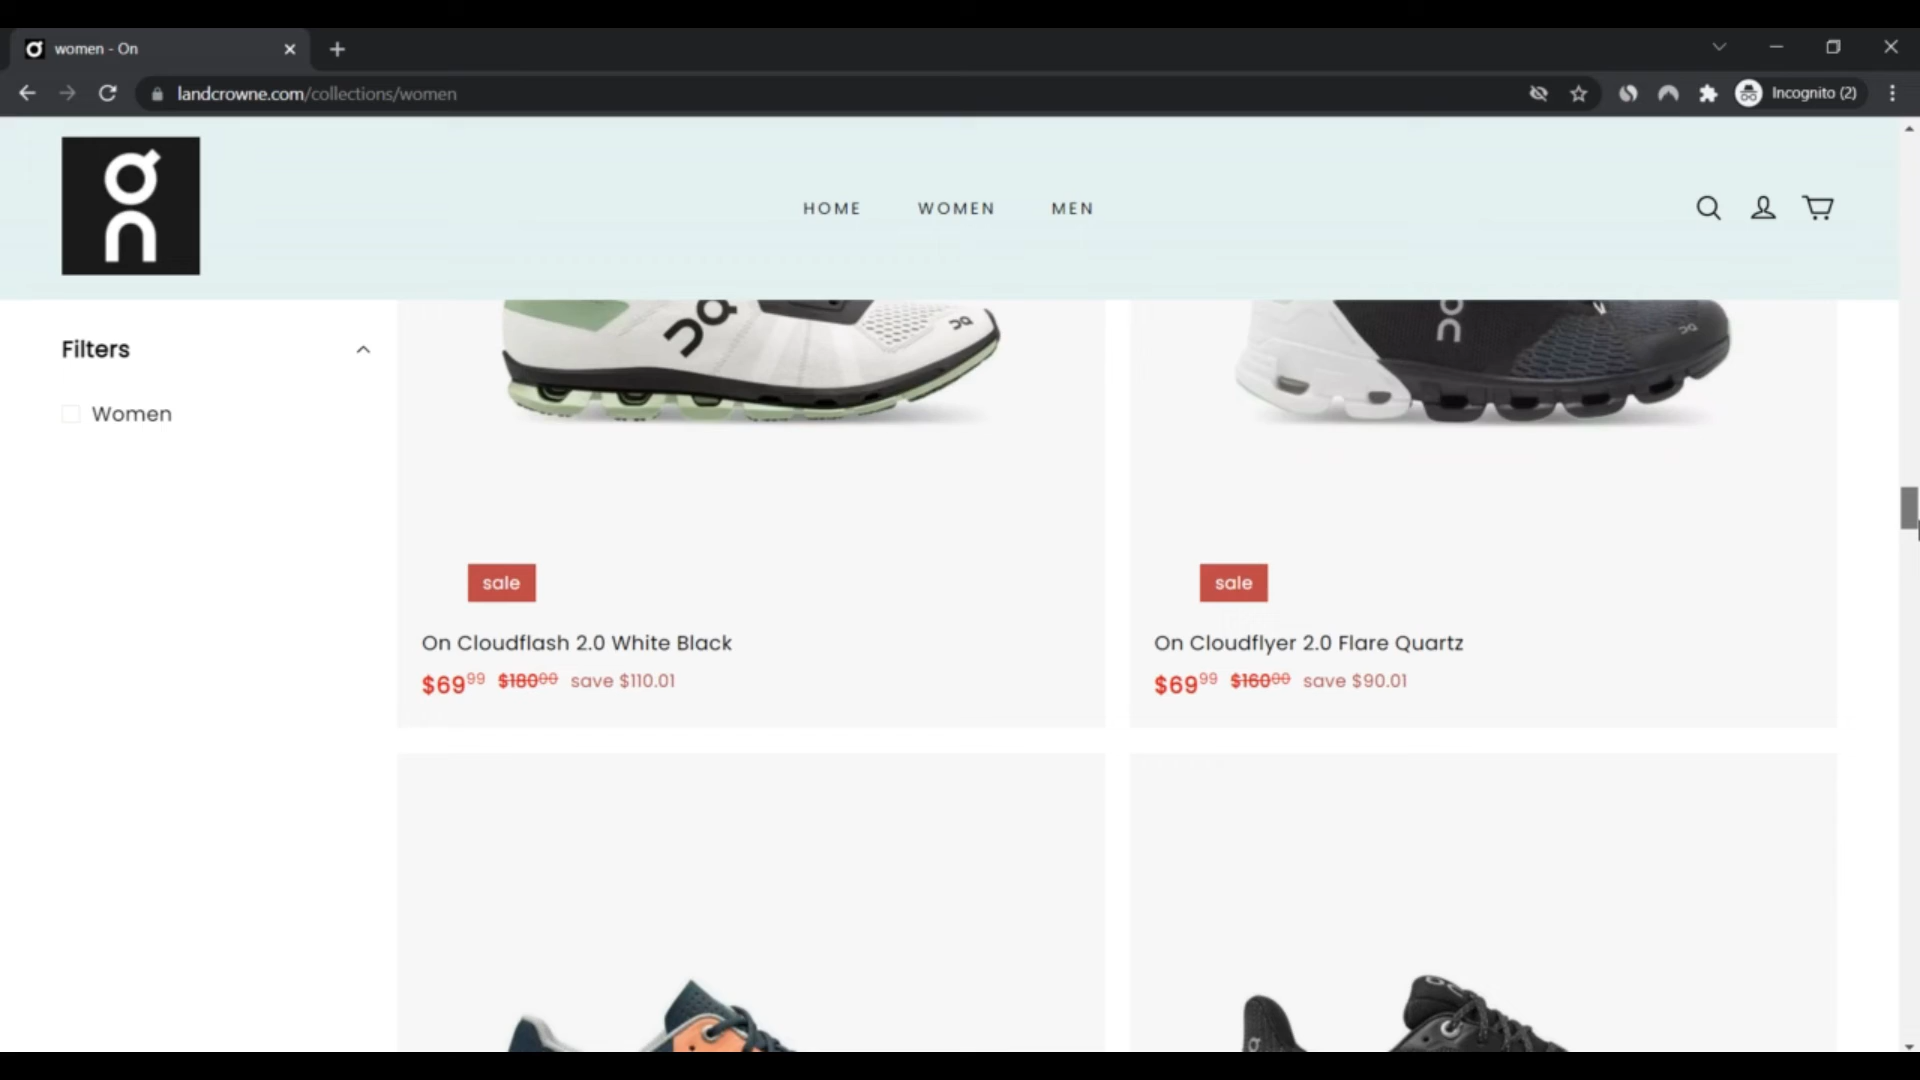 women - On
landcrowne.com/collections/women
Incognito (2)
On
HOME WOMEN MEN
Filters
Women
sale
sale
On Cloudflash 2.0 White Black
$69.99 $180.00 save $110.01
On Cloudflyer 2.0 Flare Quartz
$69.99 $160.00 save $90.01